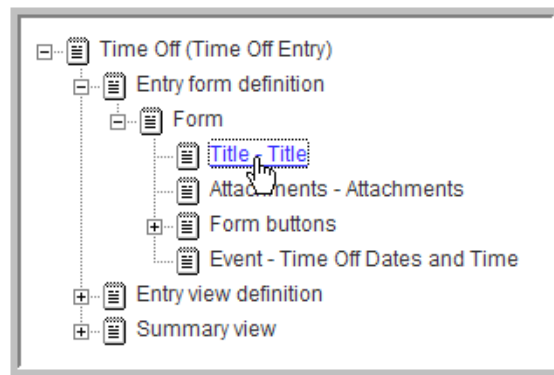 Time Off (Time Off Entry)
Entry form definition
Form
Title - Title
Attachments - Attachments
Form buttons
Event - Time Off Dates and Time
Entry view definition
Summary view